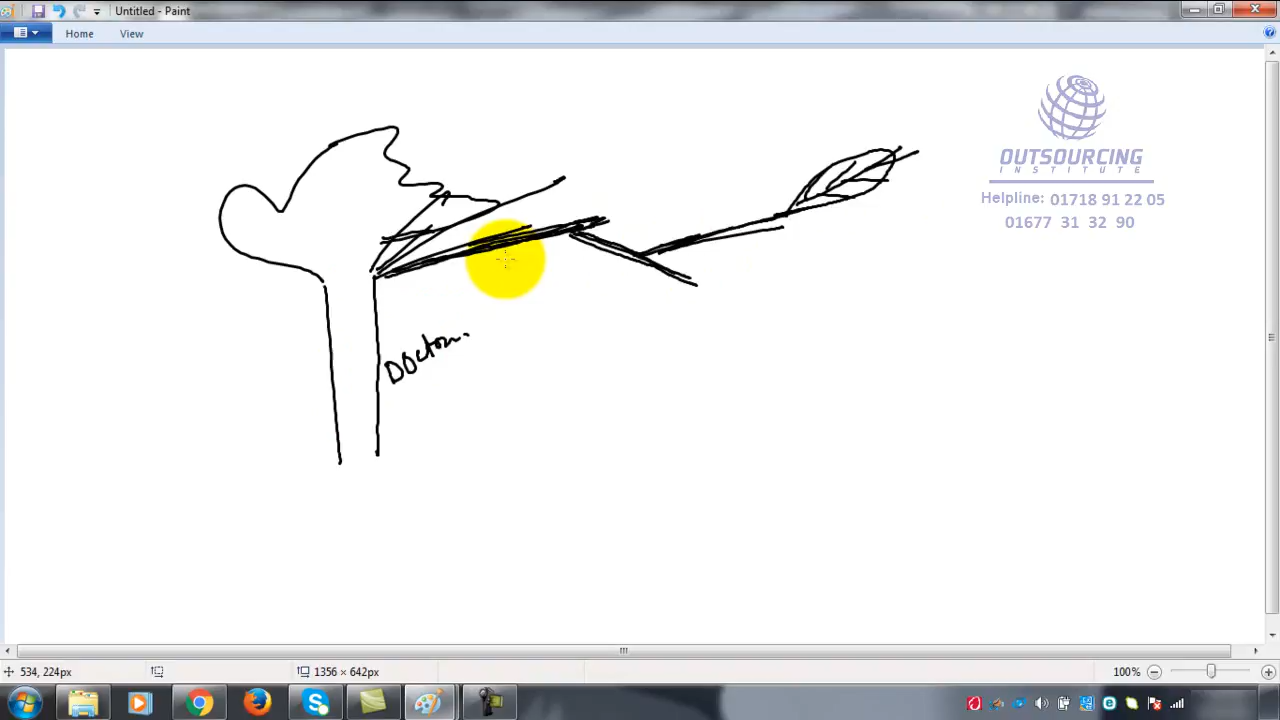 Untitled - Paint
Home View
OUTSOURCING
INSTITUTE
Helpline: 01718 91 22 05
01677 31 32 90
DOctor.
534, 224px
1356 × 642px
100%